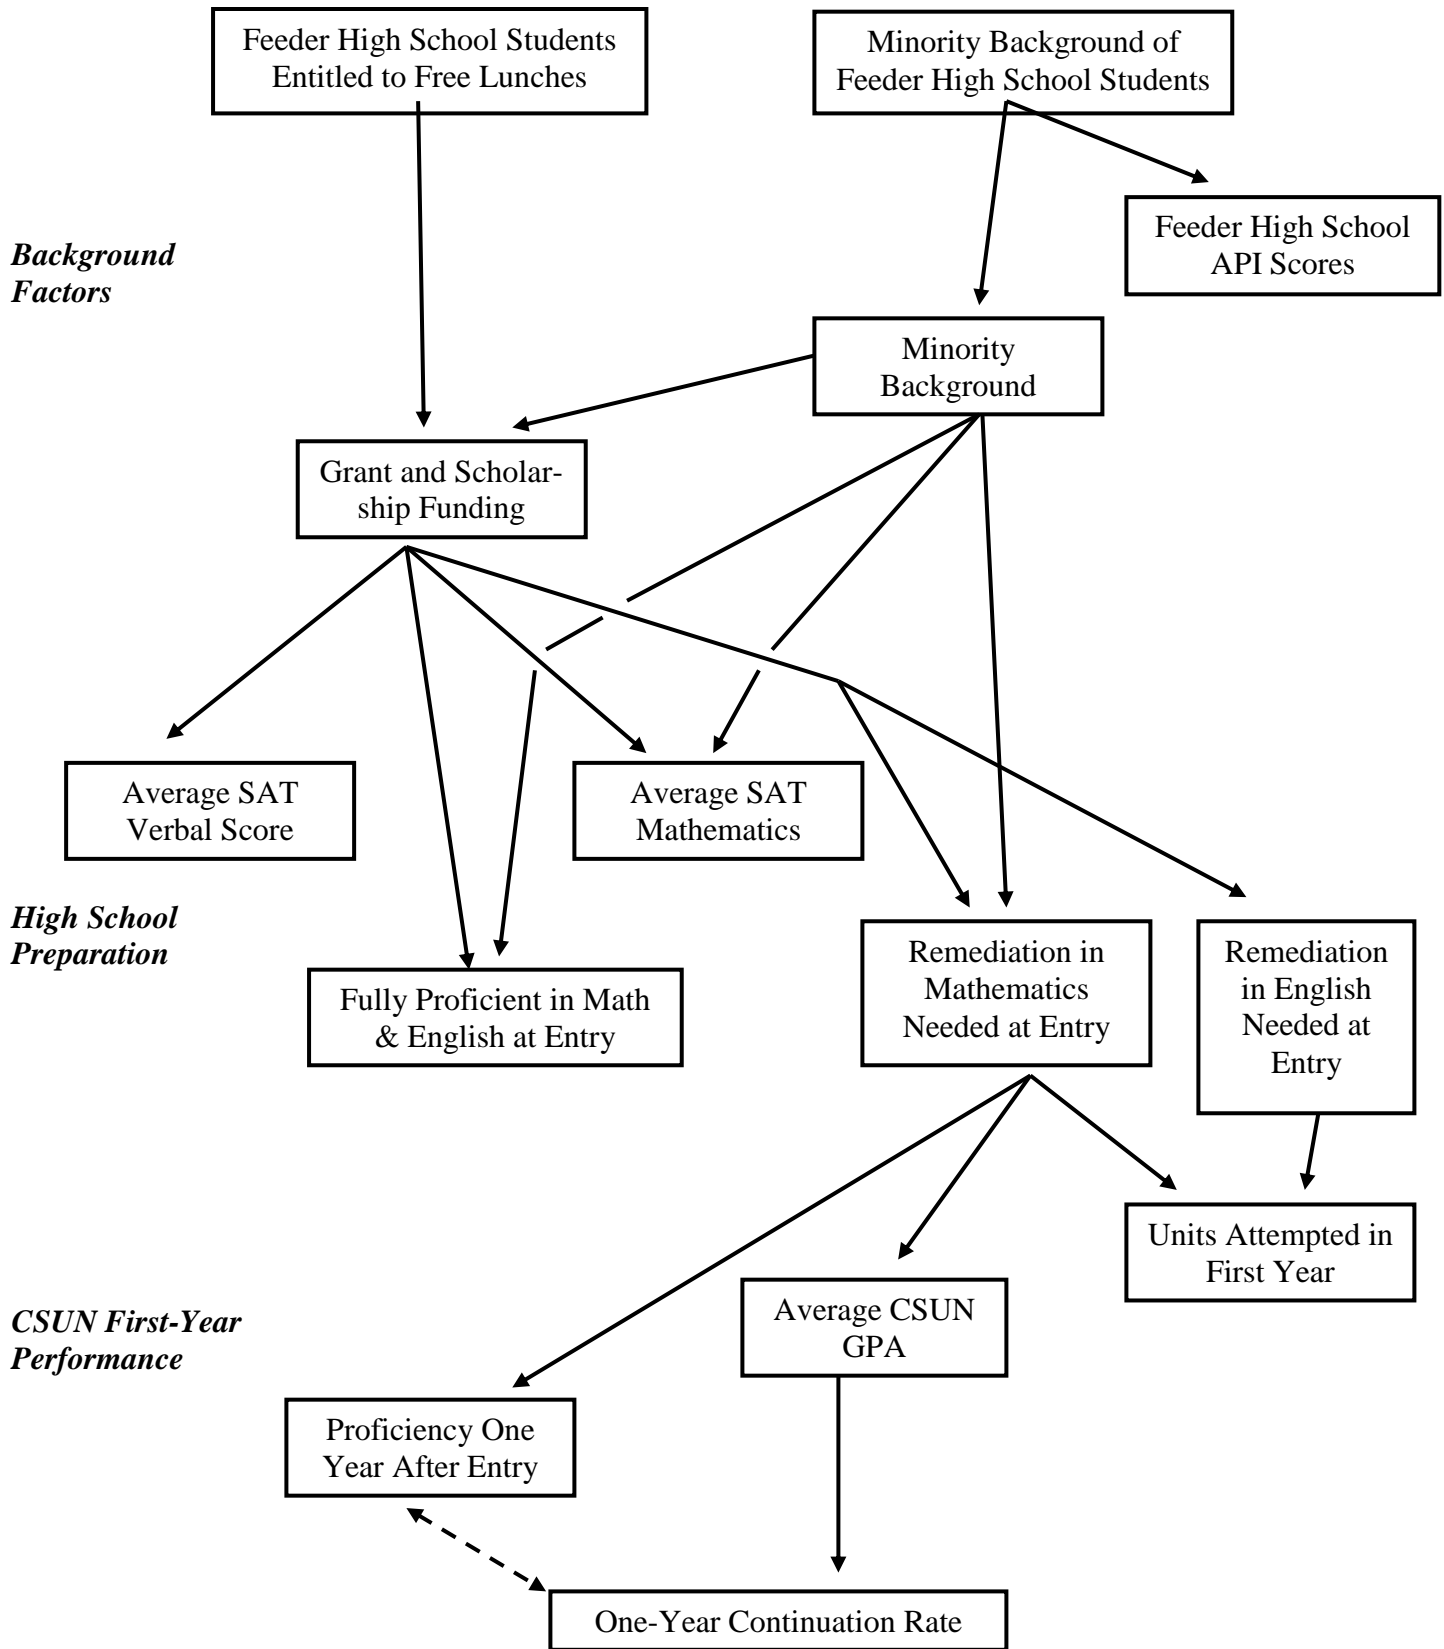 Feeder High School Students
Entitled to Free Lunches
Minority Background of
Feeder High School Students
Feeder High School
API Scores
Background
Factors
Minority
Background
Grant and Scholar-
ship Funding
Average SAT
Verbal Score
Average SAT
Mathematics
High School
Preparation
Fully Proficient in Math
& English at Entry
Remediation in
Mathematics
Needed at Entry
Remediation
in English
Needed at
Entry
Units Attempted in
First Year
CSUN First-Year
Performance
Average CSUN
GPA
Proficiency One
Year After Entry
One-Year Continuation Rate